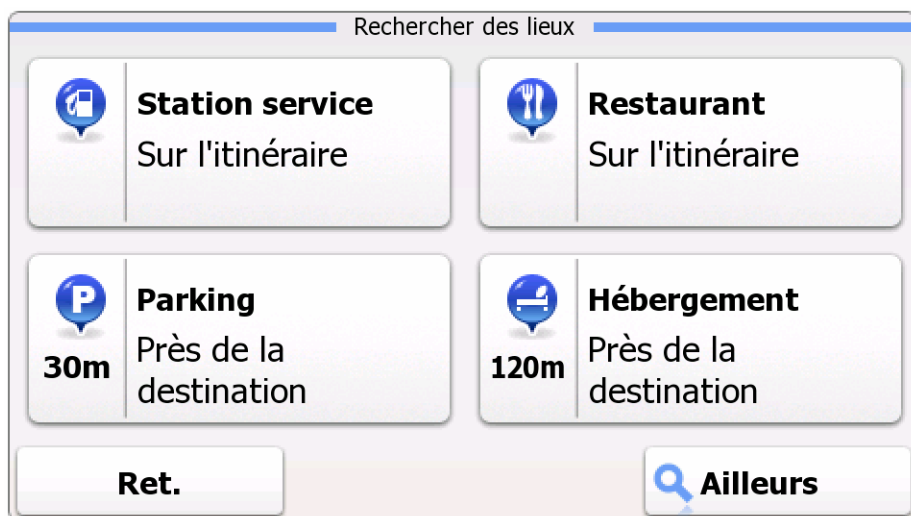 Rechercher des lieux
Station service
Sur l'itinéraire
Restaurant
Sur l'itinéraire
P
30m
Parking
Près de la
destination
120m
Hébergement
Près de la
destination
Ret.
Ailleurs